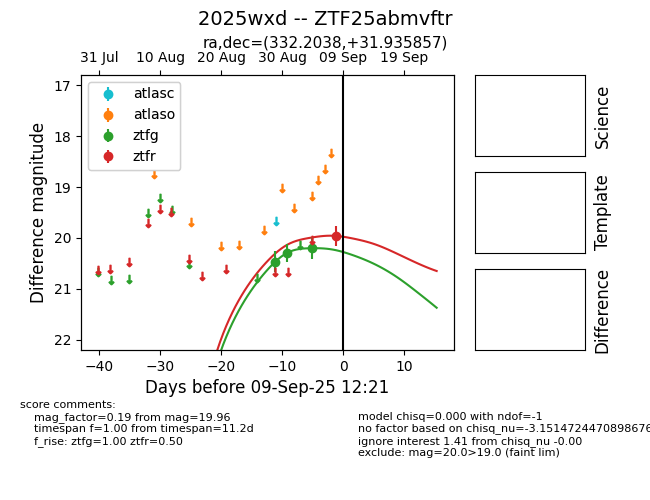 2025wxd -- ZTF25abmvftr
ra,dec=(332.2038,+31.935857)
31 Jul 10 Aug 20 Aug 30 Aug 09 Sep 19 Sep
atlasc
atlaso
ztfg
ztfr
17
18
19
20
21
22
Difference magnitude
−40 −30 −20 −10 0 10
Days before 09-Sep-25 12:21
Science
Template
Difference
score comments:
mag_factor=0.19 from mag=19.96
timespan f=1.00 from timespan=11.2d
f_rise: ztfg=1.00 ztfr=0.50
model chisq=0.000 with ndof=-1
no factor based on chisq_nu=-3.1514724470898676
ignore interest 1.41 from chisq_nu -0.00
exclude: mag=20.0>19.0 (faint lim)